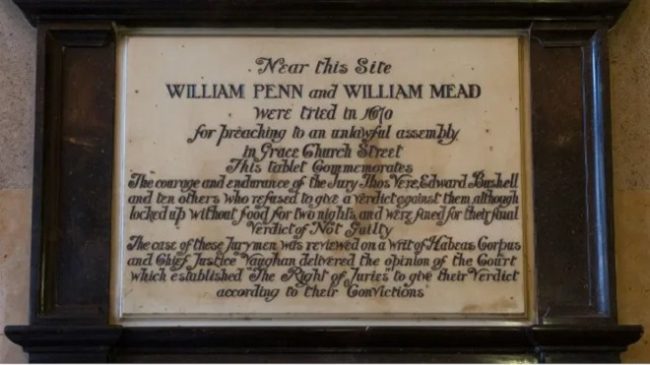 Near this Site
WILLIAM PENN and WILLIAM MEAD
were tried in 1670
for preaching to an unlawful assembly
in Grace Church Street
This tablet Commemorates
The courage and endurance of the Jury Thos Vere, Edward Bushell
and ten others who refused to give a verdict against them, although
locked up without food for two nights, and were fined for their final
Verdict of Not Guilty
The case of these Jurymen was reviewed on a writ of Habeas Corpus
and Chief Justice Vaughan delivered the opinion of the Court
which established "The Right of Juries" to give their Verdict
according to their Convictions